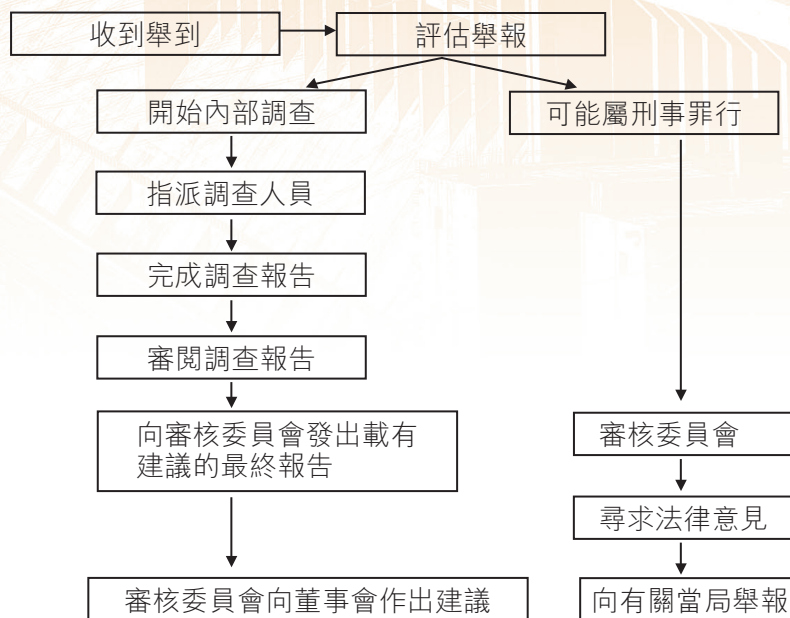 收到舉到
評估舉報
開始內部調查
可能屬刑事罪行
指派調查人員
完成調查報告
審閱調查報告
向審核委員會發出載有
建議的最終報告
審核委員會
尋求法律意見
審核委員會向董事會作出建議
向有關當局舉報